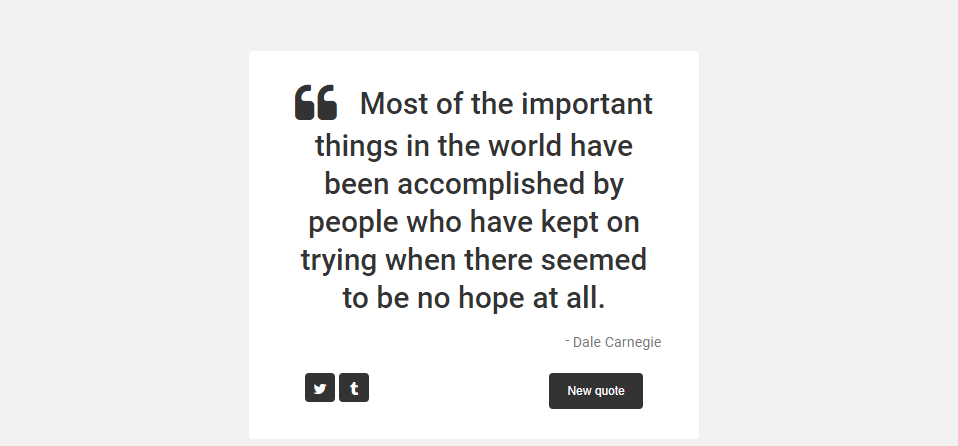 Most of the important
things in the world have
been accomplished by
people who have kept on
trying when there seemed
to be no hope at all.
- Dale Carnegie
New quote